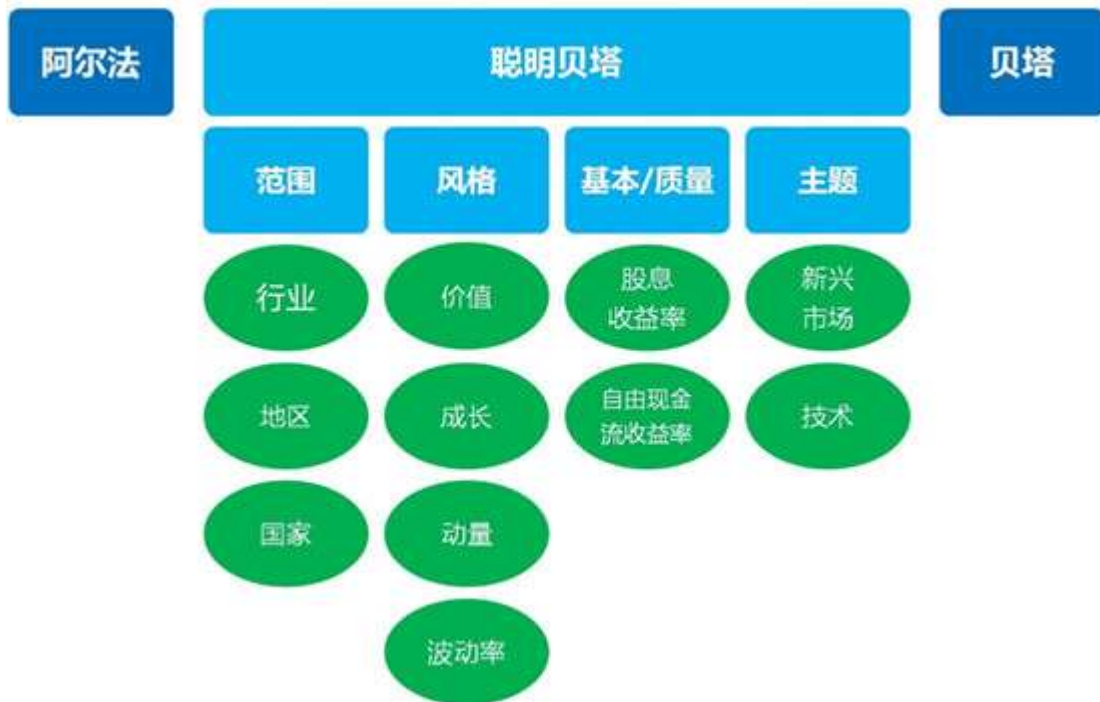 阿尔法
聪明贝塔
贝塔
范围
风格
基本/质量
主题
行业
价值
股息
收益率
新兴
市场
地区
成长
自由现金
流收益率
技术
国家
动量
波动率